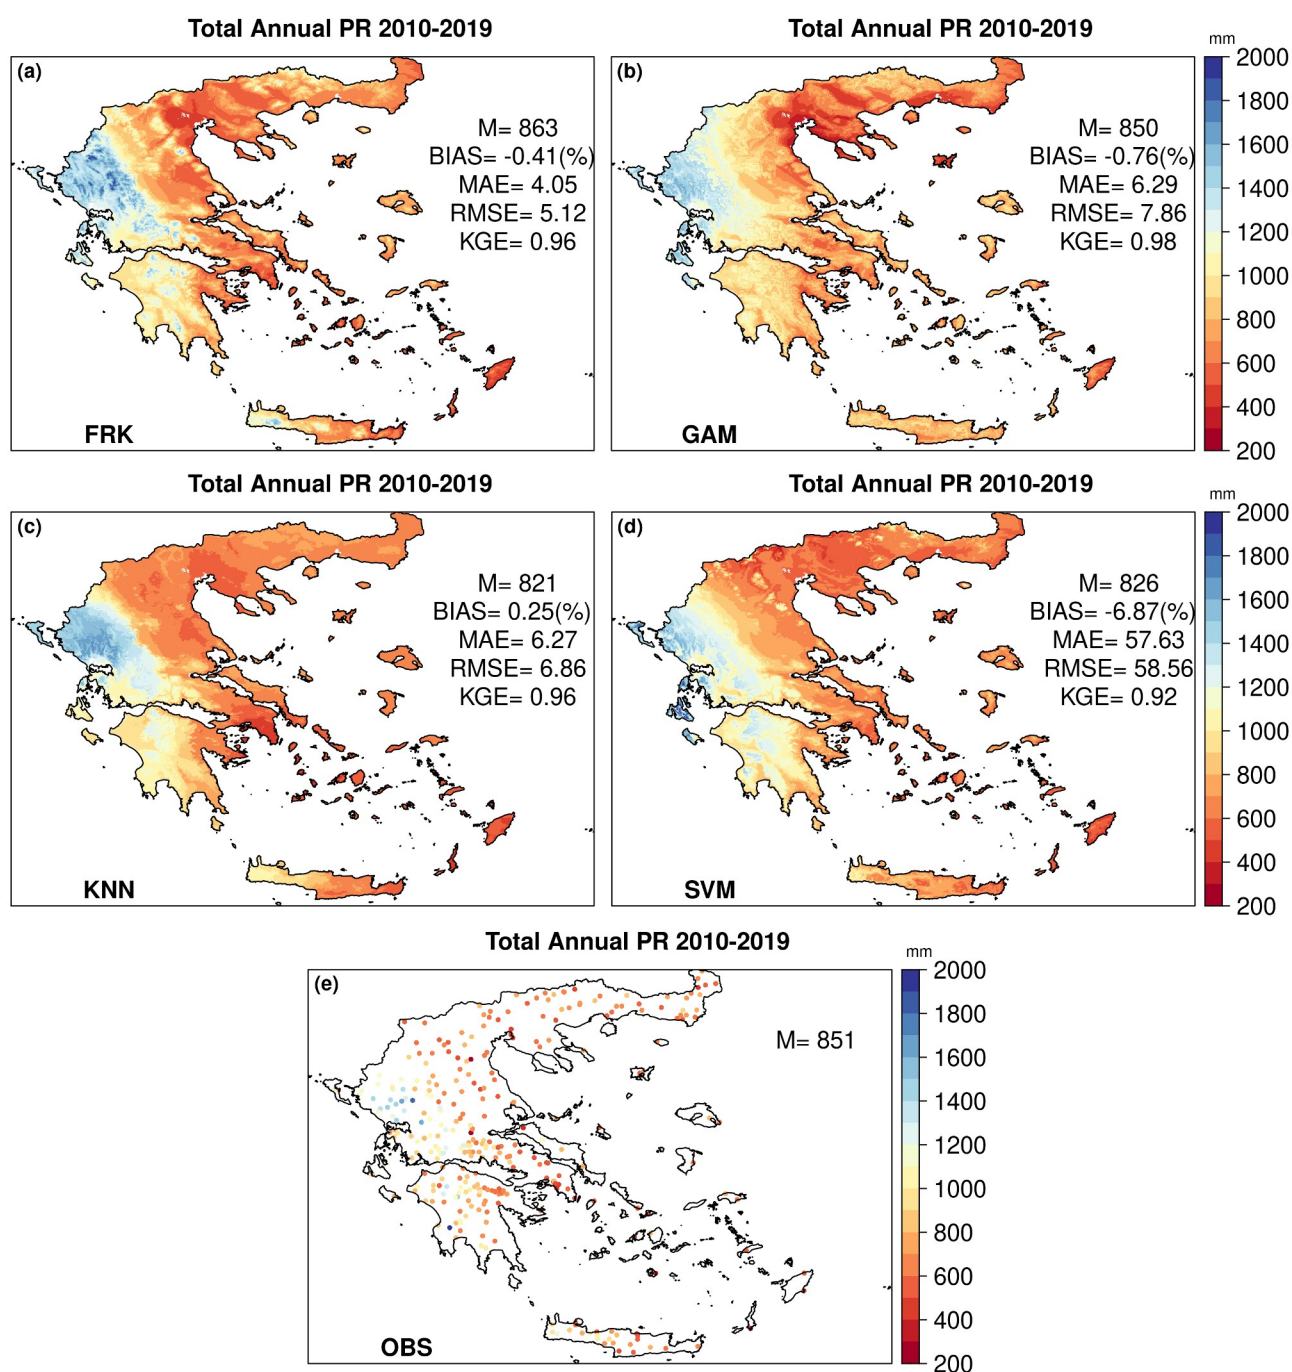 Total Annual PR 2010-2019
Total Annual PR 2010-2019
mm
(a)
M= 863
BIAS= -0.41(%)
MAE= 4.05
RMSE= 5.12
KGE= 0.96
FRK
(b)
M= 850
BIAS= -0.76(%)
MAE= 6.29
RMSE= 7.86
KGE= 0.98
GAM
2000
1800
1600
1400
1200
1000
800
600
400
200
Total Annual PR 2010-2019
Total Annual PR 2010-2019
mm
(c)
M= 821
BIAS= 0.25(%)
MAE= 6.27
RMSE= 6.86
KGE= 0.96
KNN
(d)
M= 826
BIAS= -6.87(%)
MAE= 57.63
RMSE= 58.56
KGE= 0.92
SVM
2000
1800
1600
1400
1200
1000
800
600
400
200
Total Annual PR 2010-2019
mm
(e)
M= 851
OBS
2000
1800
1600
1400
1200
1000
800
600
400
200